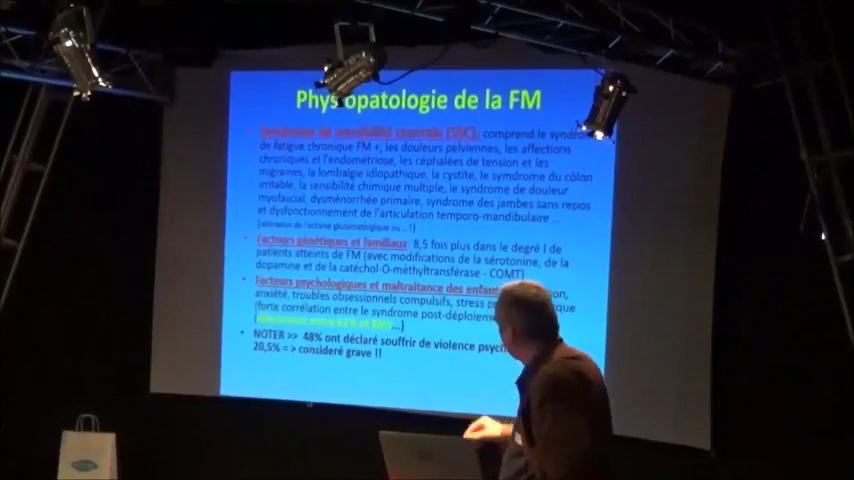 Physiopatologie de la FM
• Syndrome de sensibilité centrale (SSC): comprend le syndrome
de fatigue chronique FM +, les douleurs pelviennes, les affections
chroniques et l'endométriose, les céphalées de tension et les
migraines, la lombalgie idiopathique, la cystite, le symdrome du côlon
irritable, la sensibilité chimique multiple, le syndrome de douleur
myofascial, dysménorrhée primaire, syndrome des jambes sans repos
et dysfonctionnement de l'articulation temporo-mandibulaire ...
(altération de l'activité glutamatergique ou ...?)
• Facteurs génétiques et familiaux: 8,5 fois plus dans le degré I de
patients atteints de FM (avec modifications de la sérotonine, de la
dopamine et de la catéchol-O-méthyltransférase - COMT)
• Facteurs psychologiques et maltraitance des
anxiété, troubles obsessionnels compulsifs, stress
(forte corrélation entre le syndrome post-déploiement
• NOTER >> 48% ont déclaré souffrir de violence
20,5% = > considéré grave !!